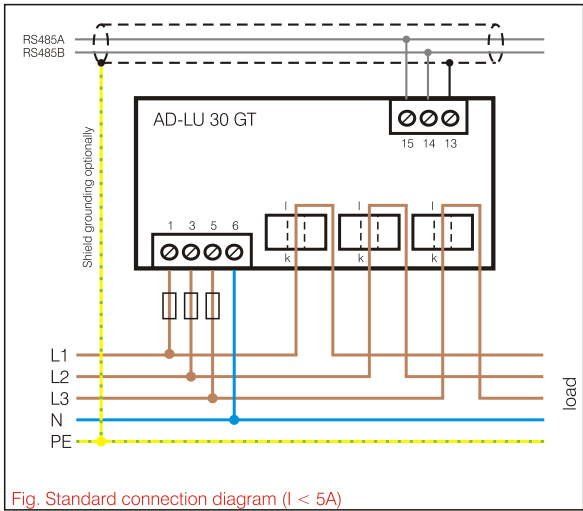 RS485A
RS485B
AD-LU 30 GT
15 14 13
Shield grounding optionally
1 3 5 6
l l l
k k k
L1
L2
L3
N
PE
load
Fig. Standard connection diagram (I < 5A)